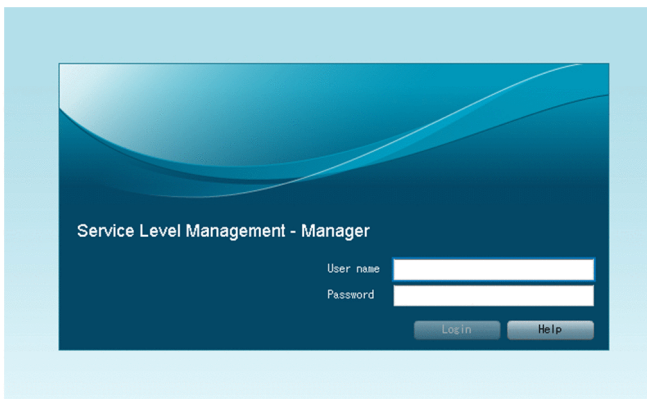 Service Level Management - Manager
User name
Password
Login
Help